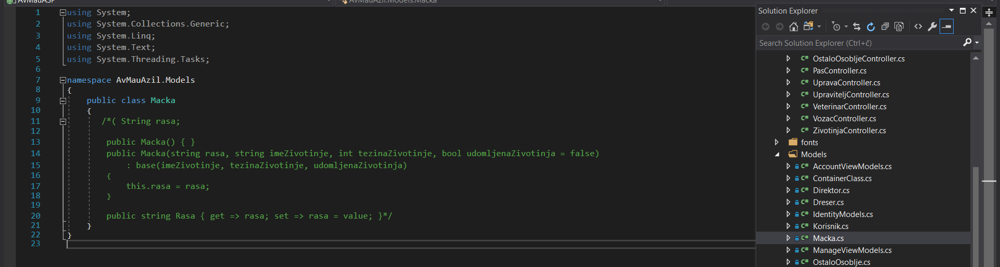 AvMauASP
AvMauAzil.Models.Macka
1 using System;
2 using System.Collections.Generic;
3 using System.Linq;
4 using System.Text;
5 using System.Threading.Tasks;
6
7 namespace AvMauAzil.Models
8 {
9 public class Macka
10 {
11 /*( String rasa;
12
13 public Macka() { }
14 public Macka(string rasa, string imeZivotinje, int tezinaZivotinje, bool udomljenaZivotinja = false)
15 : base(imeZivotinje, tezinaZivotinje, udomljenaZivotinja)
16 {
17 this.rasa = rasa;
18 }
19
20 public string Rasa { get => rasa; set => rasa = value; }*/
21 }
22 }
23
Solution Explorer
Search Solution Explorer (Ctrl+č)
C# OstaloOsobljeController.cs
C# PasController.cs
C# UpravaController.cs
C# UpraviteljController.cs
C# VeterinarController.cs
C# VozacController.cs
C# ZivotinjaController.cs
fonts
Models
C# AccountViewModels.cs
C# ContainerClass.cs
C# Direktor.cs
C# Dreser.cs
C# IdentityModels.cs
C# Korisnik.cs
C# Macka.cs
C# ManageViewModels.cs
C# OstaloOsoblje.cs